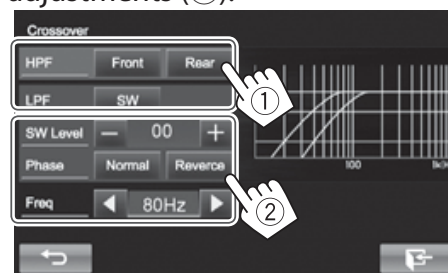 adjustments (②):
Crossover
HPF Front Rear
①
LPF SW
SW Level — 00 +
Phase Normal Reverce
Freq 80Hz
②
100